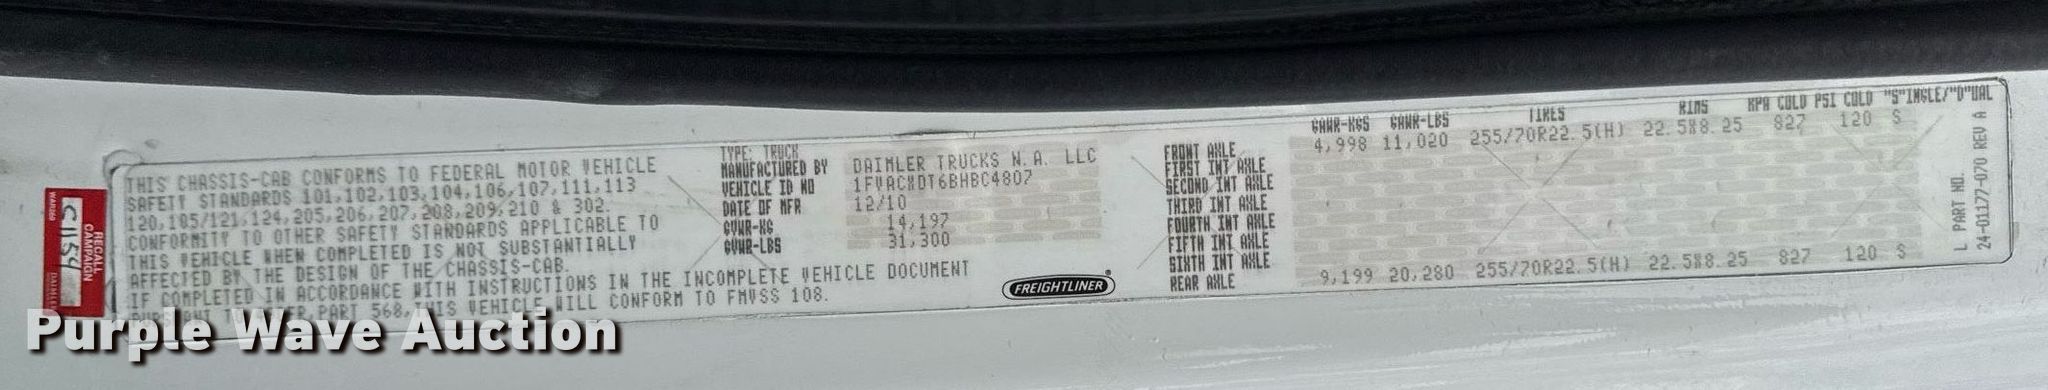 RECALL
CAMPAIGN
THIS CHASSIS-CAB CONFORMS TO FEDERAL MOTOR VEHICLE
SAFETY STANDARDS 101,102,103,104,106,107,111,113
120,105/121,124,205,206,207,208,209,210 & 302.
CONFORMITY TO OTHER SAFETY STANDARDS APPLICABLE TO
THIS VEHICLE WHEN COMPLETED IS NOT SUBSTANTIALLY
AFFECTED BY THE DESIGN OF THE CHASSIS-CAB.
IF COMPLETED IN ACCORDANCE WITH INSTRUCTIONS IN THE INCOMPLETE VEHICLE DOCUMENT
PART 568, THIS VEHICLE WILL CONFORM TO FMVSS 108.
TYPE: TRUCK
MANUFACTURED BY DAIMLER TRUCKS N.A. LLC
VEHICLE ID NO 1FVACXDT6BHBC4807
DATE OF MFR 12/10
GVWR-KG 14,197
GVWR-LBS 31,300
FREIGHTLINER
GAWR-KGS GAWR-LBS TIRES RIMS KPA COLD PSI COLD "S"INGLE/"D"UAL
FRONT AXLE 4,998 11,020 255/70R22.5(H) 22.5X8.25 827 120 S
FIRST INT AXLE
SECOND INT AXLE
THIRD INT AXLE
FOURTH INT AXLE
FIFTH INT AXLE
SIXTH INT AXLE
REAR AXLE 9,199 20,280 255/70R22.5(H) 22.5X8.25 827 120 S
L PART NO.
24-01177-070 REV A
Purple Wave Auction